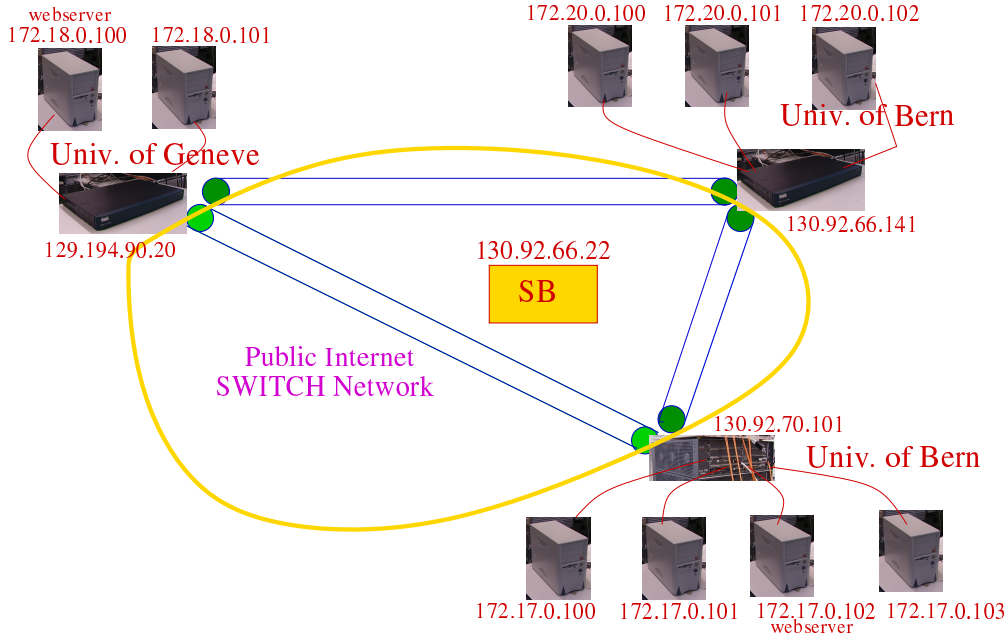 webserver
172.18.0.100
172.18.0.101
172.20.0.100
172.20.0.101
172.20.0.102
Univ. of Bern
Univ. of Geneve
129.194.90.20
130.92.66.141
130.92.66.22
SB
Public Internet
SWITCH Network
130.92.70.101
Univ. of Bern
172.17.0.100
172.17.0.101
172.17.0.102
webserver
172.17.0.103